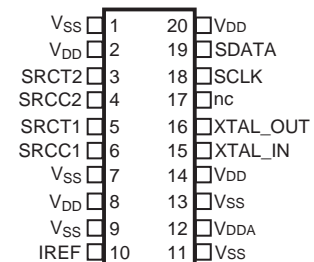 VSS 1 20 VDD
VDD 2 19 SDATA
SRCT2 3 18 SCLK
SRCC2 4 17 nc
SRCT1 5 16 XTAL_OUT
SRCC1 6 15 XTAL_IN
VSS 7 14 VDD
VDD 8 13 VSS
VSS 9 12 VDDA
IREF 10 11 VSS